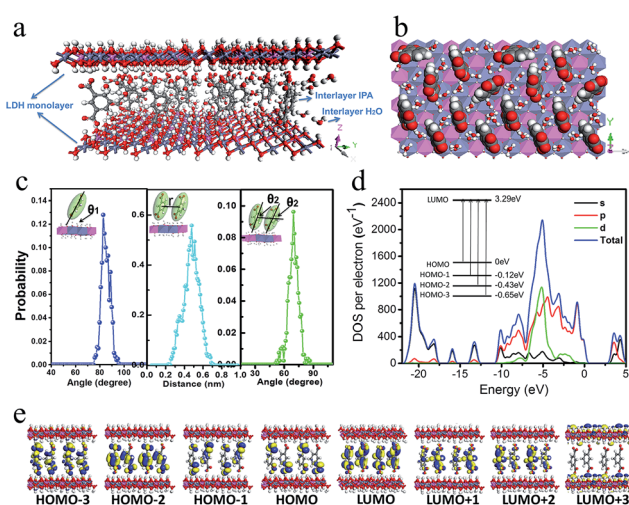 a
b
LDH monolayer
Interlayer IPA
Interlayer H₂O
Z
Y
X
Y
c
d
Probability
0.14
0.12
0.10
0.08
0.06
0.04
0.02
0.00
40 60 80 100
Angle (degree)
θ₁
0.6
0.4
0.2
0.0
0.0 0.2 0.4 0.6 0.8 1.0
Distance (nm)
r
0.10
0.08
0.06
0.04
0.02
0.00
30 60 90
Angle (degree)
θ₂
θ₂
DOS per electron (eV⁻¹)
2400
2000
1600
1200
800
400
0
-20 -15 -10 -5 0 5
Energy (eV)
LUMO 3.29eV
HOMO 0eV
HOMO-1 -0.12eV
HOMO-2 -0.43eV
HOMO-3 -0.65eV
s
p
d
Total
e
HOMO-3 HOMO-2 HOMO-1 HOMO LUMO LUMO+1 LUMO+2 LUMO+3